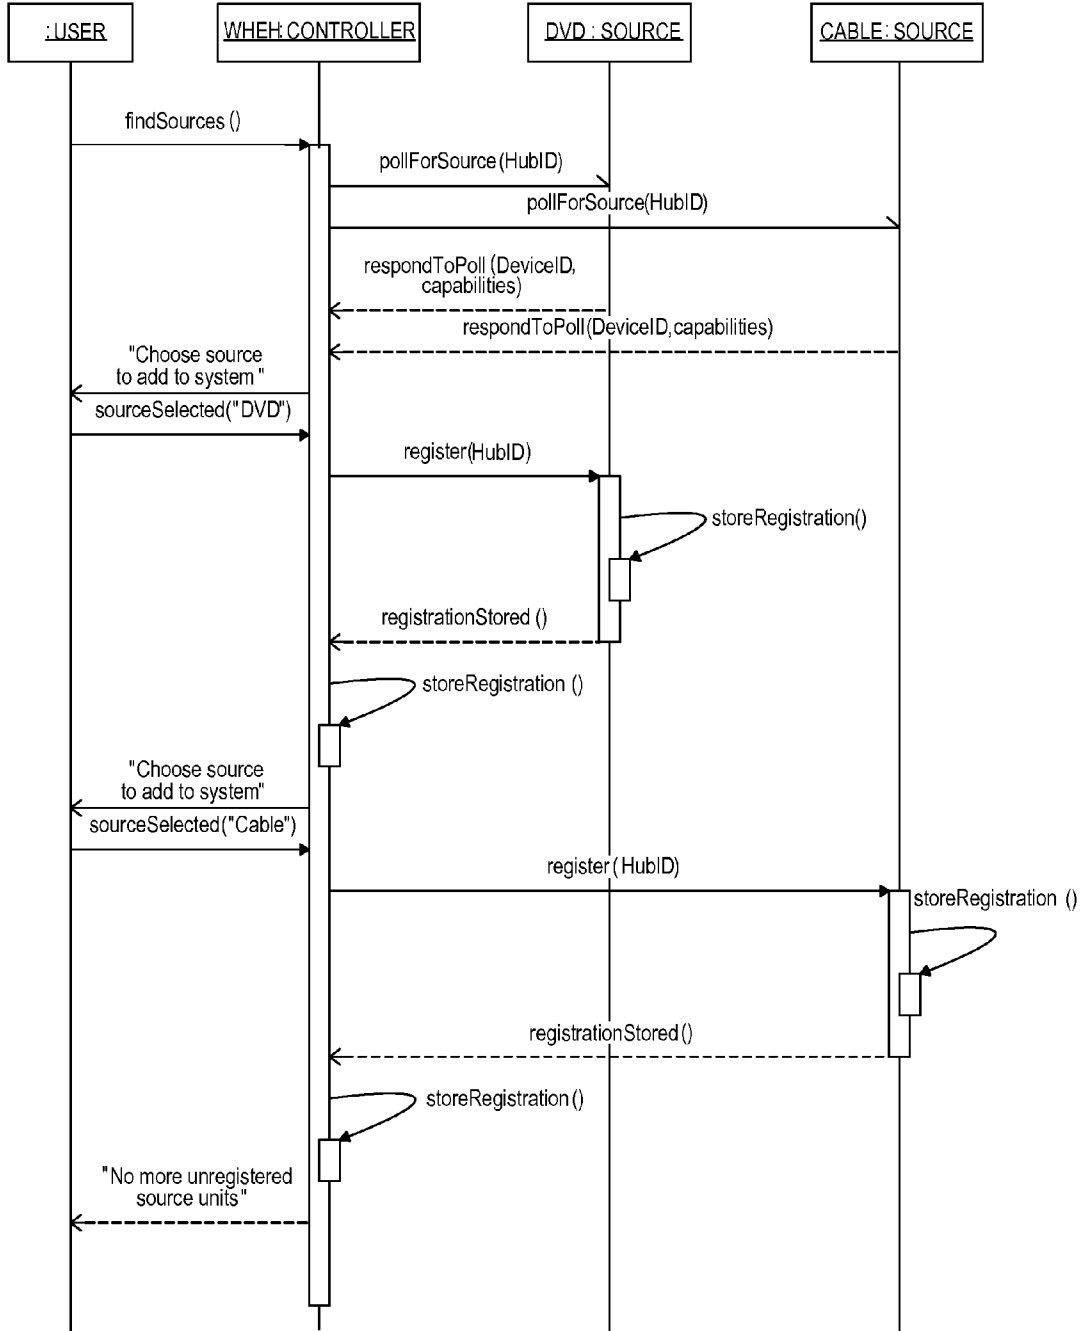 :USER
WHEH:CONTROLLER
DVD : SOURCE
CABLE: SOURCE
findSources ()
pollForSource (HubID)
pollForSource(HubID)
respondToPoll (DeviceID,
capabilities)
respondToPoll(DeviceID, capabilities)
"Choose source
to add to system "
sourceSelected("DVD")
register(HubID)
storeRegistration()
registrationStored ()
storeRegistration ()
"Choose source
to add to system"
sourceSelected("Cable")
register ( HubID)
storeRegistration ()
registrationStored ()
storeRegistration ()
"No more unregistered
source units"